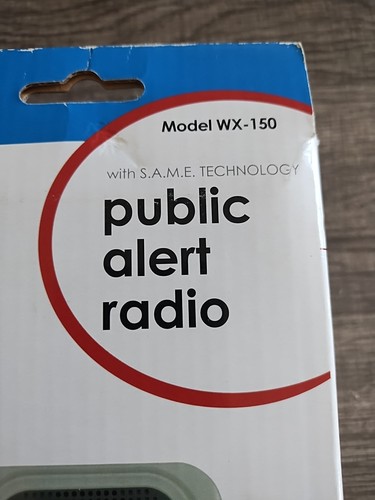 Model WX-150
with S.A.M.E. TECHNOLOGY
public
alert
radio